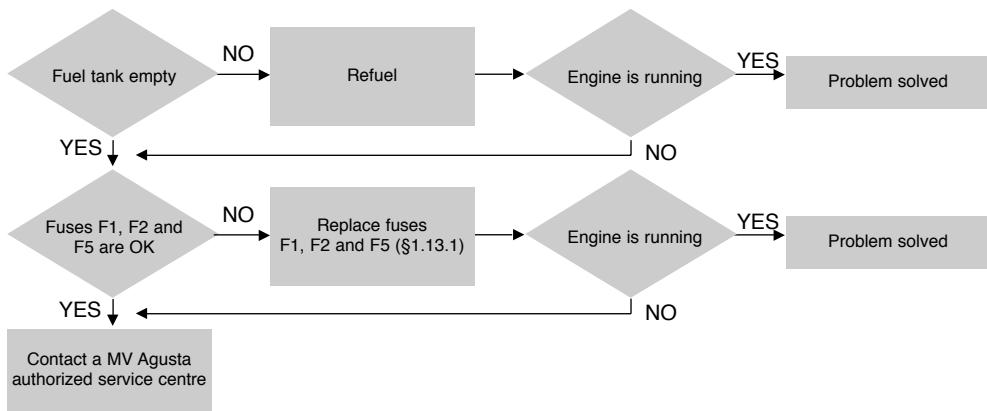 Fuel tank empty
NO
Refuel
Engine is running
YES
Problem solved
YES
NO
Fuses F1, F2 and
F5 are OK
NO
Replace fuses
F1, F2 and F5 (§1.13.1)
Engine is running
YES
Problem solved
YES
NO
Contact a MV Agusta
authorized service centre